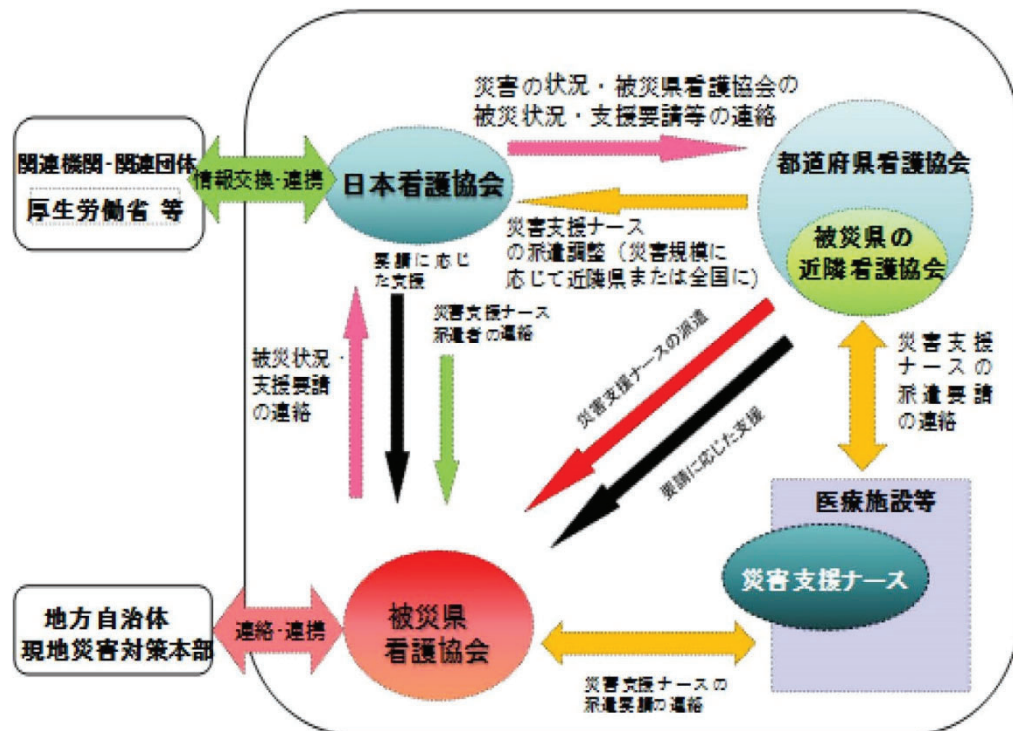 災害の状況・被災県看護協会の
被災状況・支援要請等の連絡
関連機関・関連団体
厚生労働省 等
情報交換・連携
日本看護協会
都道府県看護協会
被災県の
近隣看護協会
災害支援ナース
の派遣調整（災害規模に
応じて近隣県または全国に）
要請に応じ
た支援
災害支援ナース
派遣者の連絡
被災状況・
支援要請
の連絡
災害支援ナースの派遣
要請に応じた支援
災害支援
ナースの
派遣要請
の連絡
医療施設等
災害支援ナース
地方自治体
現地災害対策本部
連絡・連携
被災県
看護協会
災害支援ナースの
派遣要請の連絡